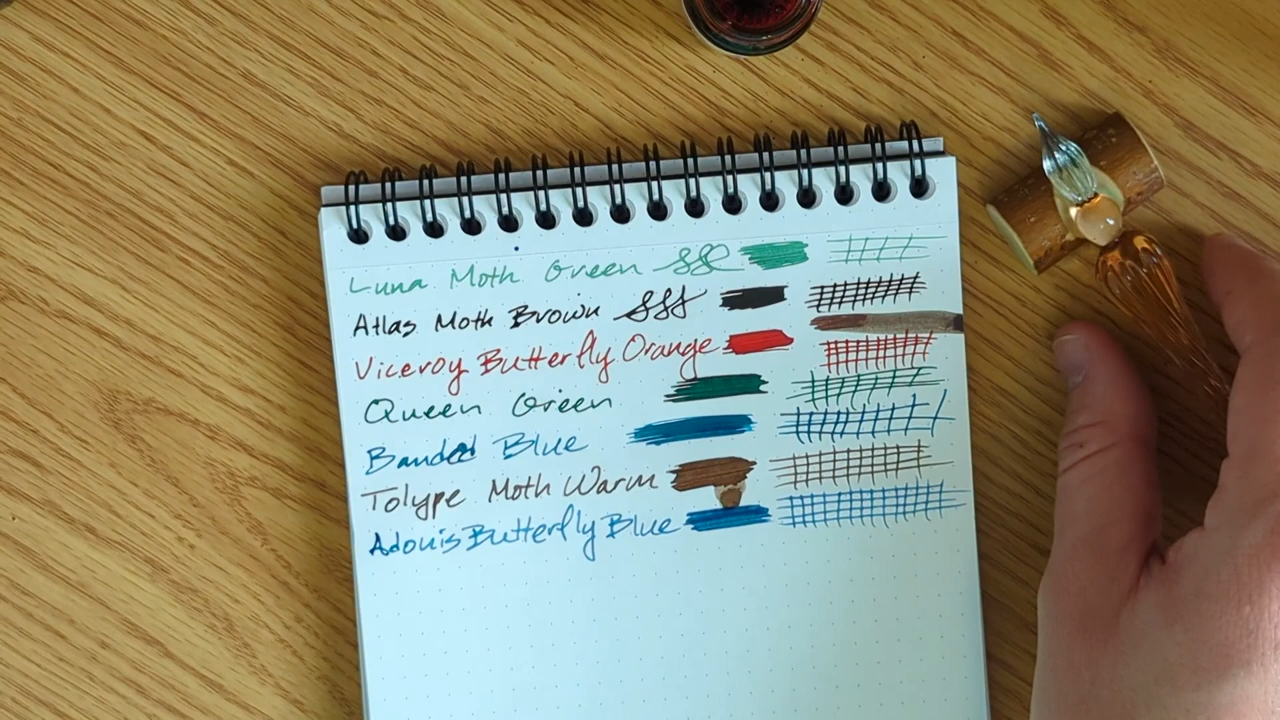 Luna Moth Green
Atlas Moth Brown
Viceroy Butterfly Orange
Queen Green
Banded Blue
Tolype Moth Warm
Adonis Butterfly Blue